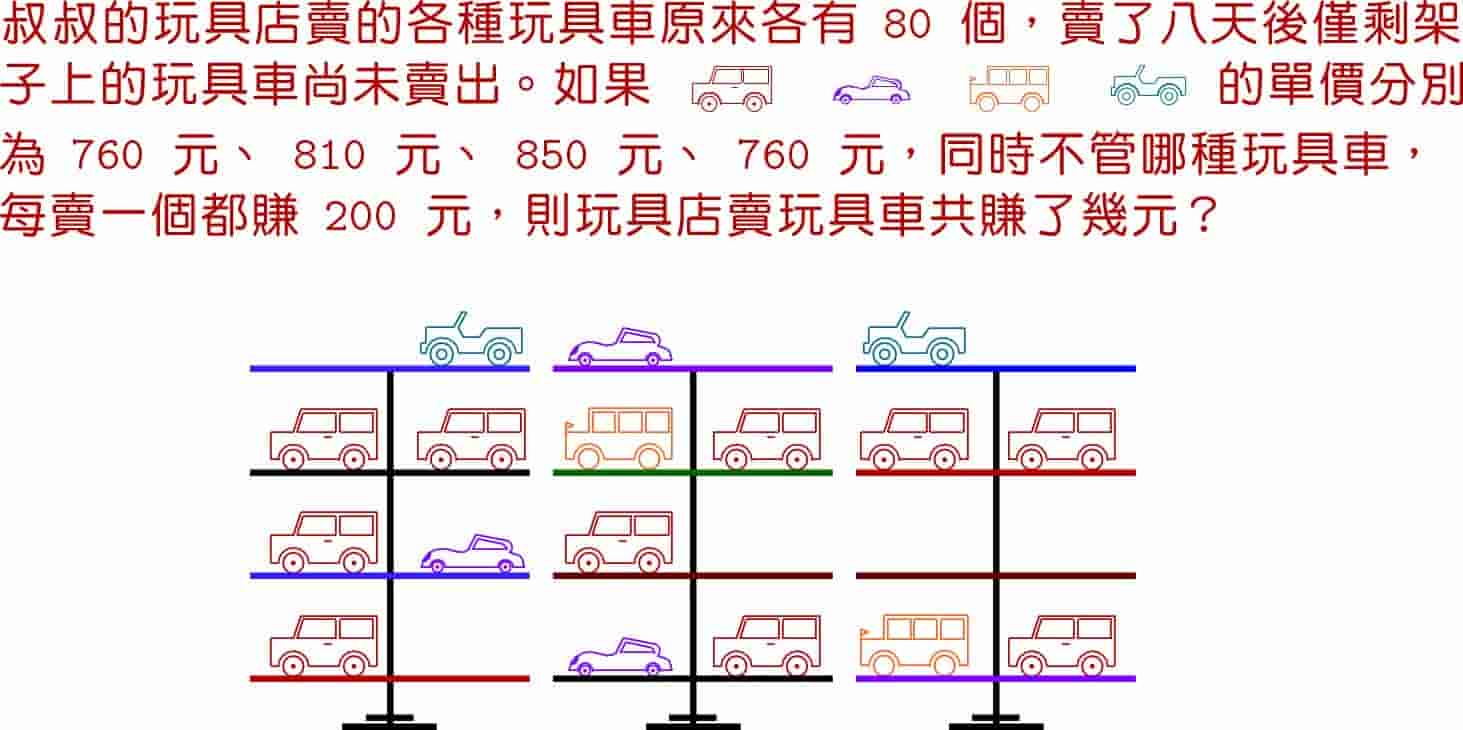 叔叔的玩具店賣的各種玩具車原來各有 80 個，賣了八天後僅剩架
子上的玩具車尚未賣出。如果 的單價分別
為 760 元、 810 元、 850 元、 760 元，同時不管哪種玩具車，
每賣一個都賺 200 元，則玩具店賣玩具車共賺了幾元？